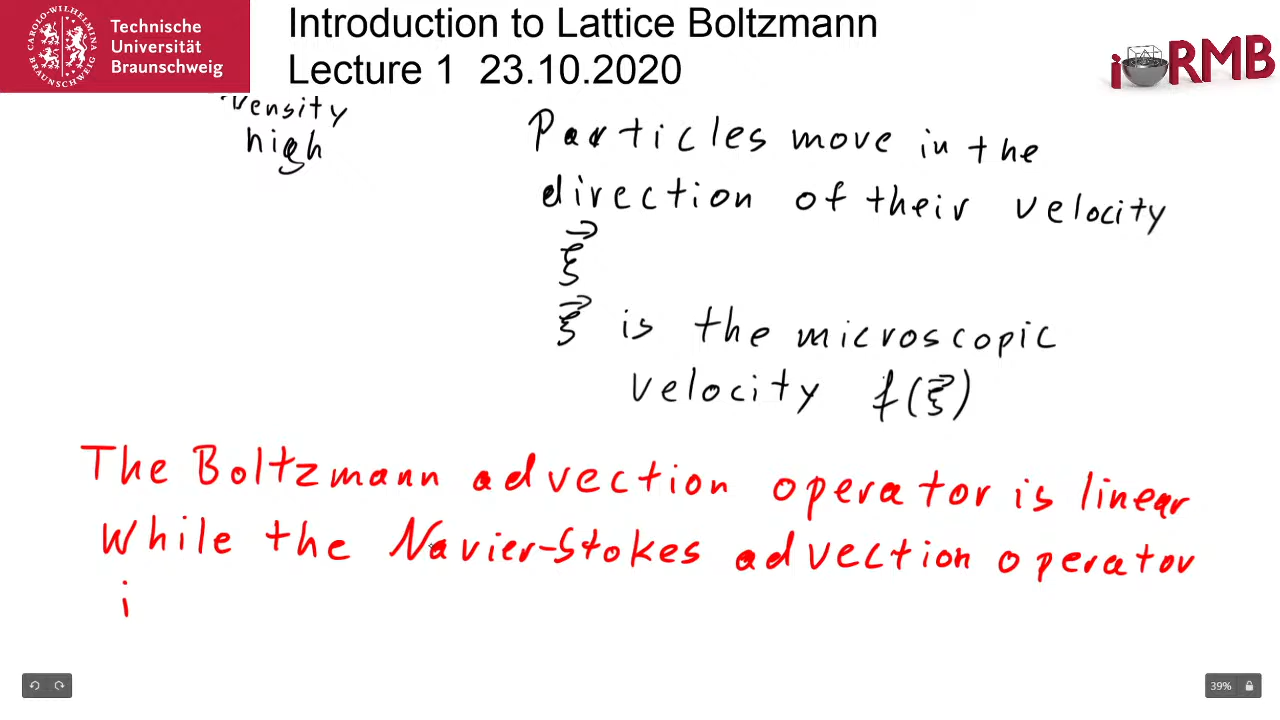 Technische
Universität
Braunschweig
Introduction to Lattice Boltzmann
Lecture 1 23.10.2020
iRMB
Density
high
Particles move in the
direction of their velocity
ξ⃗
ξ⃗ is the microscopic
velocity f(ξ⃗)
The Boltzmann advection operator is linear
While the Navier-Stokes advection operator
i
39%